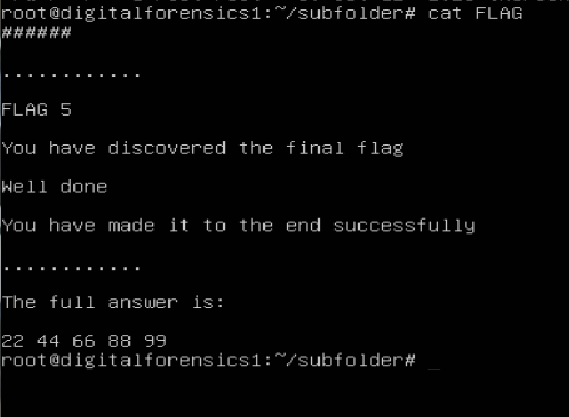 root@digitalforensics1:~/subfolder# cat FLAG
######
............
FLAG 5
You have discovered the final flag
Well done
You have made it to the end successfully
............
The full answer is:
22 44 66 88 99
root@digitalforensics1:~/subfolder# _